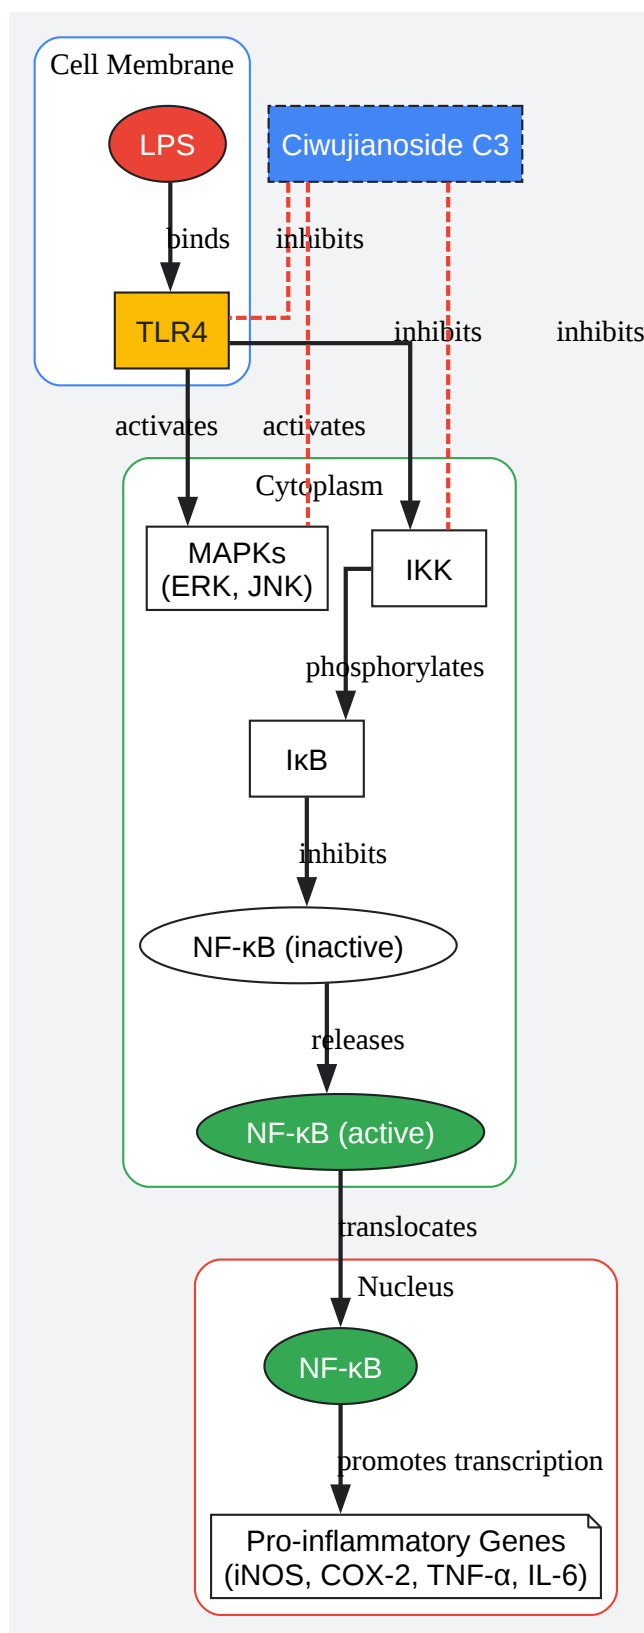 Cell Membrane
LPS
Ciwujianoside C3
binds
inhibits
TLR4
inhibits
inhibits
activates
activates
Cytoplasm
MAPKs
(ERK, JNK)
IKK
phosphorylates
IκB
inhibits
NF-κB (inactive)
releases
NF-κB (active)
translocates
Nucleus
NF-κB
promotes transcription
Pro-inflammatory Genes
(iNOS, COX-2, TNF-α, IL-6)